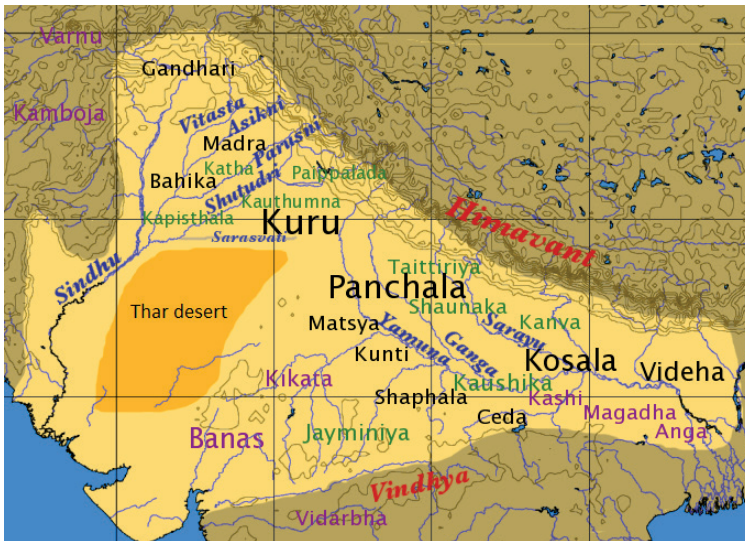 Varnu
Gandhari
Kamboja
Vitasta
Asikni
Madra
Parusni
Katha
Bahika
Shutudri
Paippalada
Kauthumna
Kapisthala
Kuru
Sarasvati
Himavant
Sindhu
Taittiriya
Panchala
Shaunaka
Thar desert
Matsya
Yamuna
Ganga
Sarayu
Kanva
Kunti
Kosala
Videha
Kikata
Kaushika
Shaphala
Kashi
Ceda
Magadha
Anga
Banas
Jayminiya
Vindhya
Vidarbha